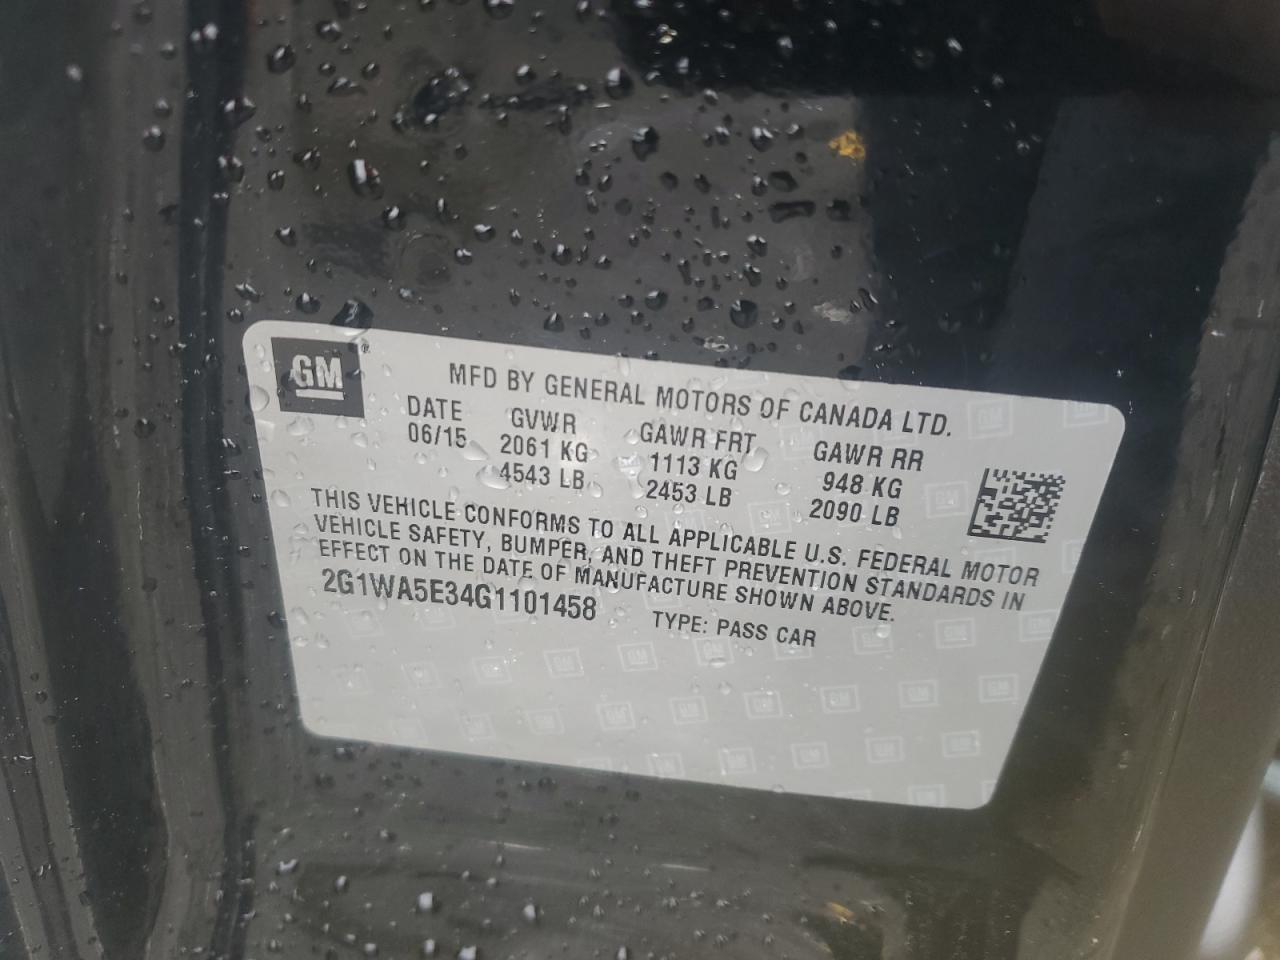 GM ®
MFD BY GENERAL MOTORS OF CANADA LTD.
DATE GVWR GAWR FRT GAWR RR
06/15 2061 KG 1113 KG 948 KG
4543 LB 2453 LB 2090 LB
THIS VEHICLE CONFORMS TO ALL APPLICABLE U.S. FEDERAL MOTOR
VEHICLE SAFETY, BUMPER, AND THEFT PREVENTION STANDARDS IN
EFFECT ON THE DATE OF MANUFACTURE SHOWN ABOVE.
2G1WA5E34G1101458 TYPE: PASS CAR